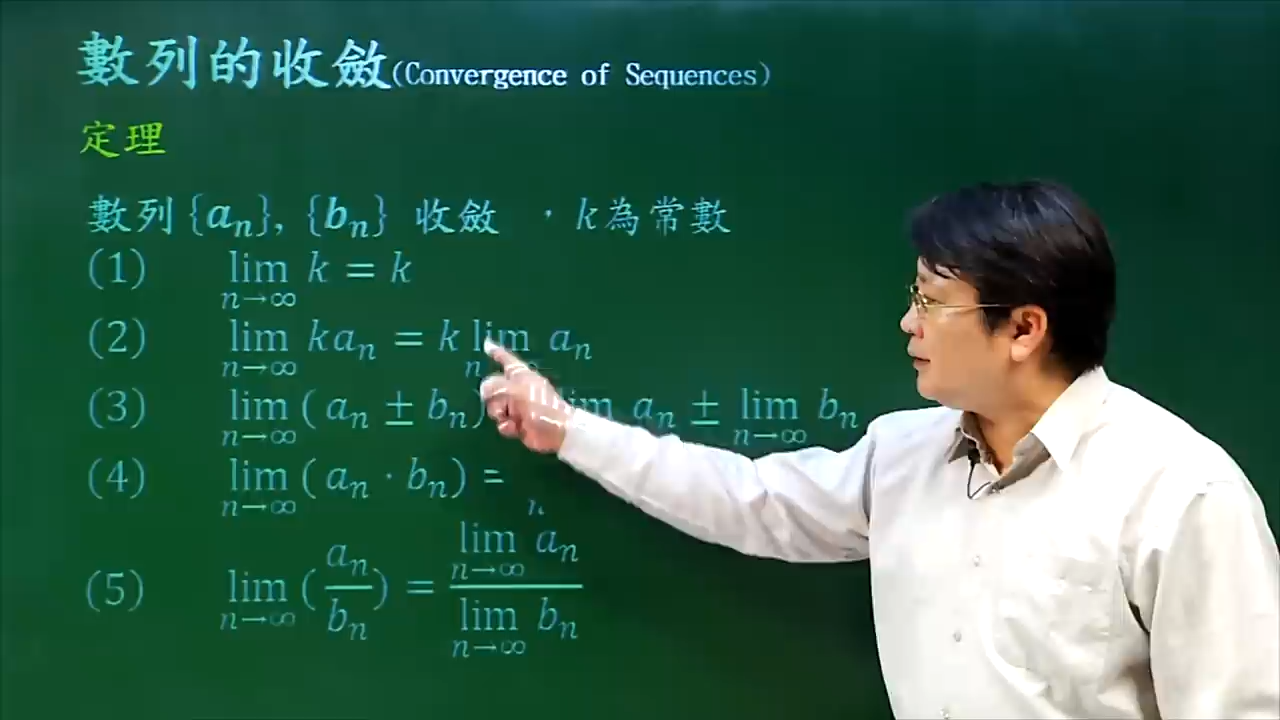 數列的收斂(Convergence of Sequences)
定理
數列 {aₙ}, {bₙ} 收斂 ,k為常數
(1) lim n→∞ k = k
(2) lim n→∞ kaₙ = k lim n aₙ
(3) lim n→∞ (aₙ ± bₙ) lim aₙ ± lim n→∞ bₙ
(4) lim n→∞ (aₙ · bₙ) =
(5) lim n→∞ (aₙ/bₙ) = lim n→∞ aₙ / lim n→∞ bₙ